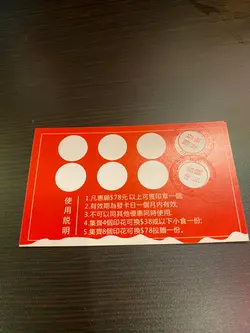 使用說明
1.凡惠顧$78元以上可獲印章一個.
2.有效期為發卡日一個月內有效.
3.不可以同其他優惠同時使用.
4.集齊4個印花可換$38或以下小食一份.
5.集齊8個印花可換$78拉麵一份.